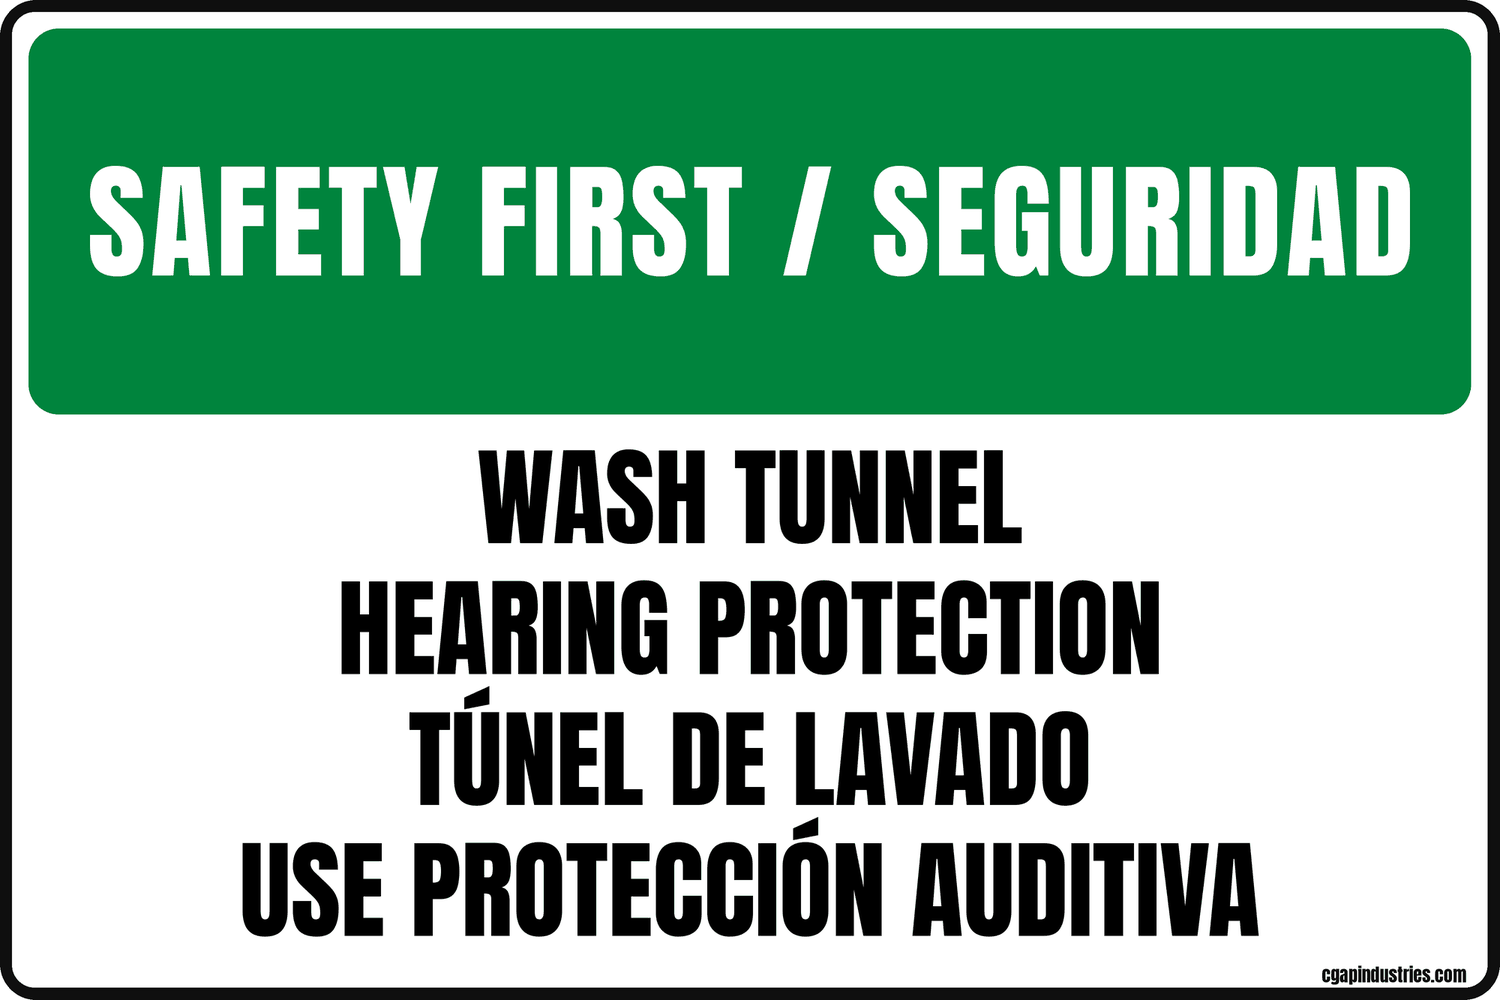 SAFETY FIRST / SEGURIDAD
WASH TUNNEL
HEARING PROTECTION
TÚNEL DE LAVADO
USE PROTECCIÓN AUDITIVA
cgapindustries.com